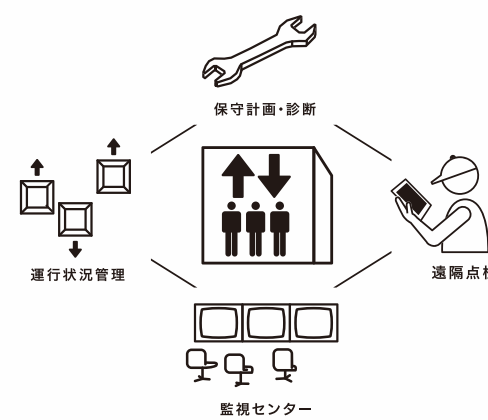 保守計画・診断
運行状況管理
遠隔点検
監視センター